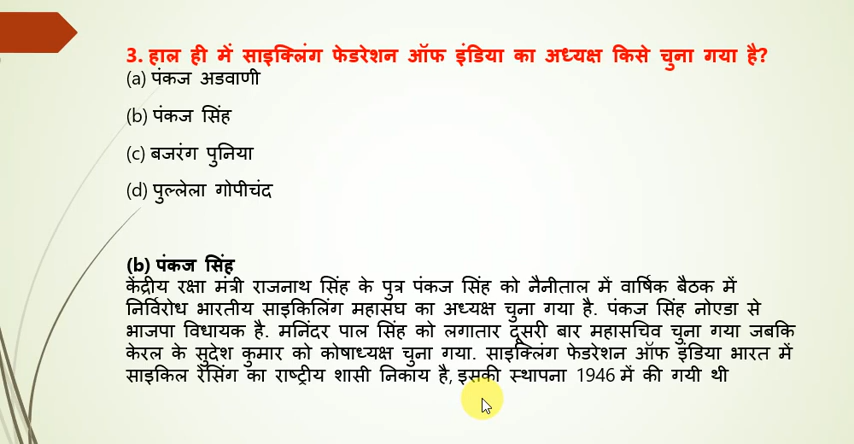 3. हाल ही में साइक्लिंग फेडरेशन ऑफ इंडिया का अध्यक्ष किसे चुना गया है?
(a) पंकज अडवाणी
(b) पंकज सिंह
(c) बजरंग पुनिया
(d) पुल्लेला गोपीचंद
(b) पंकज सिंह
केंद्रीय रक्षा मंत्री राजनाथ सिंह के पुत्र पंकज सिंह को नैनीताल में वार्षिक बैठक में
निर्विरोध भारतीय साइकिलिंग महासंघ का अध्यक्ष चुना गया है. पंकज सिंह नोएडा से
भाजपा विधायक है. मनिंदर पाल सिंह को लगातार दूसरी बार महासचिव चुना गया जबकि
केरल के सुदेश कुमार को कोषाध्यक्ष चुना गया. साइक्लिंग फेडरेशन ऑफ इंडिया भारत में
साइकिल रेसिंग का राष्ट्रीय शासी निकाय है, इसकी स्थापना 1946 में की गयी थी